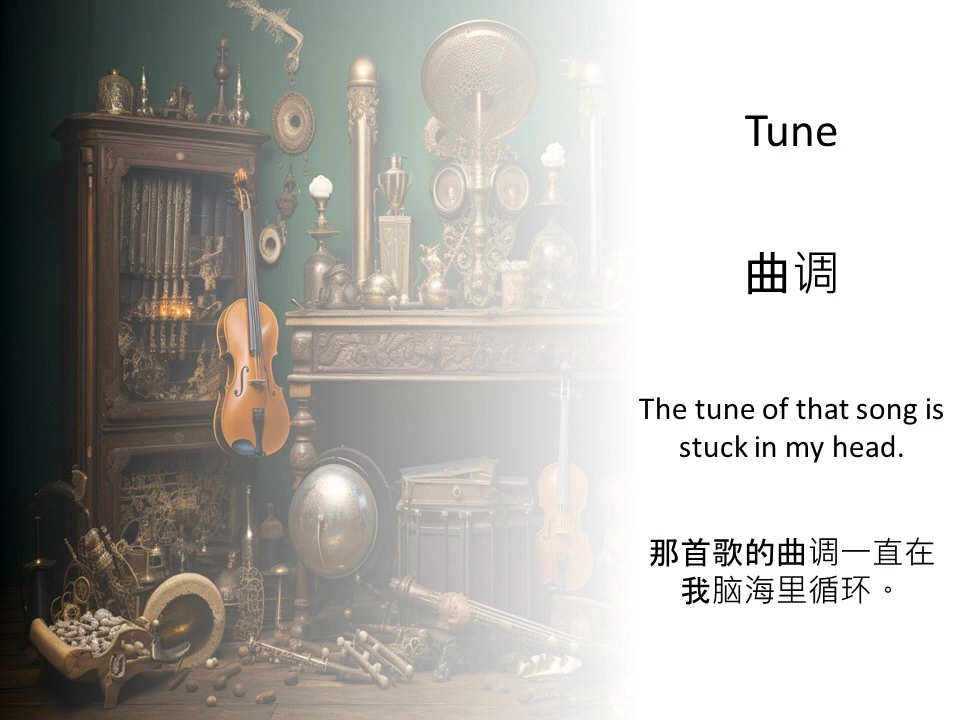 Tune
曲调
The tune of that song is
stuck in my head.
那首歌的曲调一直在
我脑海里循环。